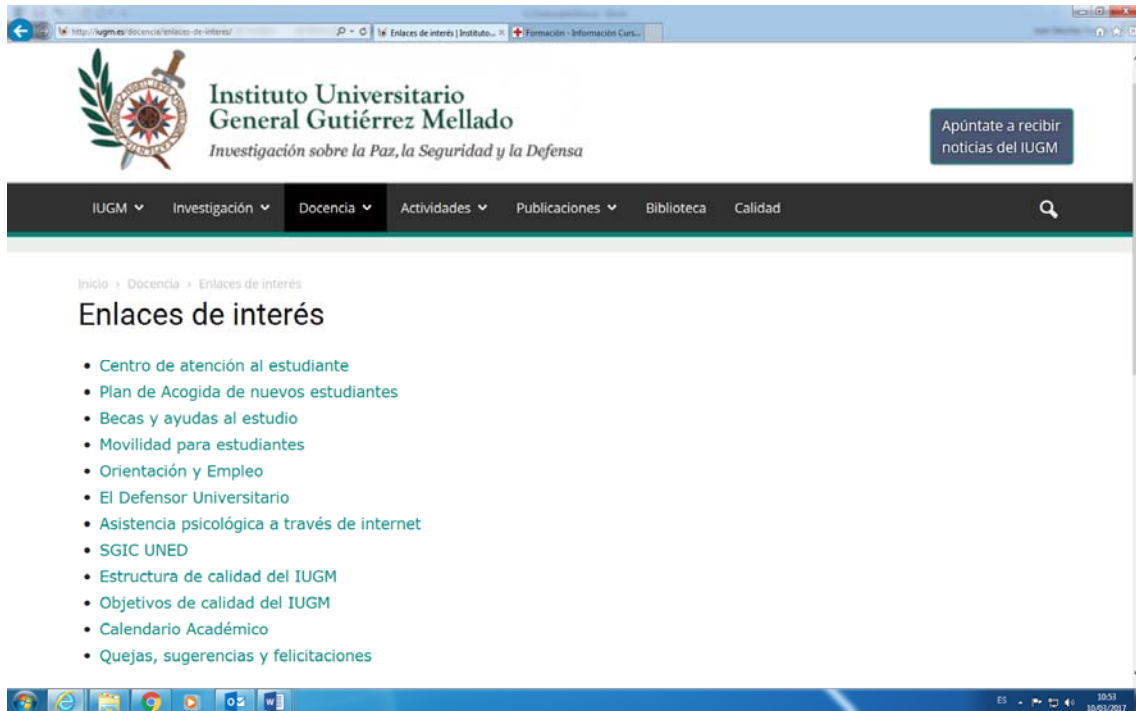 http://iugm.es/docencia/enlaces-de-interes/
Enlaces de interés | Instituto...
Formación - Información Curs...
Instituto Universitario
General Gutiérrez Mellado
Investigación sobre la Paz, la Seguridad y la Defensa
Apúntate a recibir
noticias del IUGM
IUGM Investigación Docencia Actividades Publicaciones Biblioteca Calidad
Inicio › Docencia › Enlaces de interés
Enlaces de interés
• Centro de atención al estudiante
• Plan de Acogida de nuevos estudiantes
• Becas y ayudas al estudio
• Movilidad para estudiantes
• Orientación y Empleo
• El Defensor Universitario
• Asistencia psicológica a través de internet
• SGIC UNED
• Estructura de calidad del IUGM
• Objetivos de calidad del IUGM
• Calendario Académico
• Quejas, sugerencias y felicitaciones
ES
10:53
10/03/2017